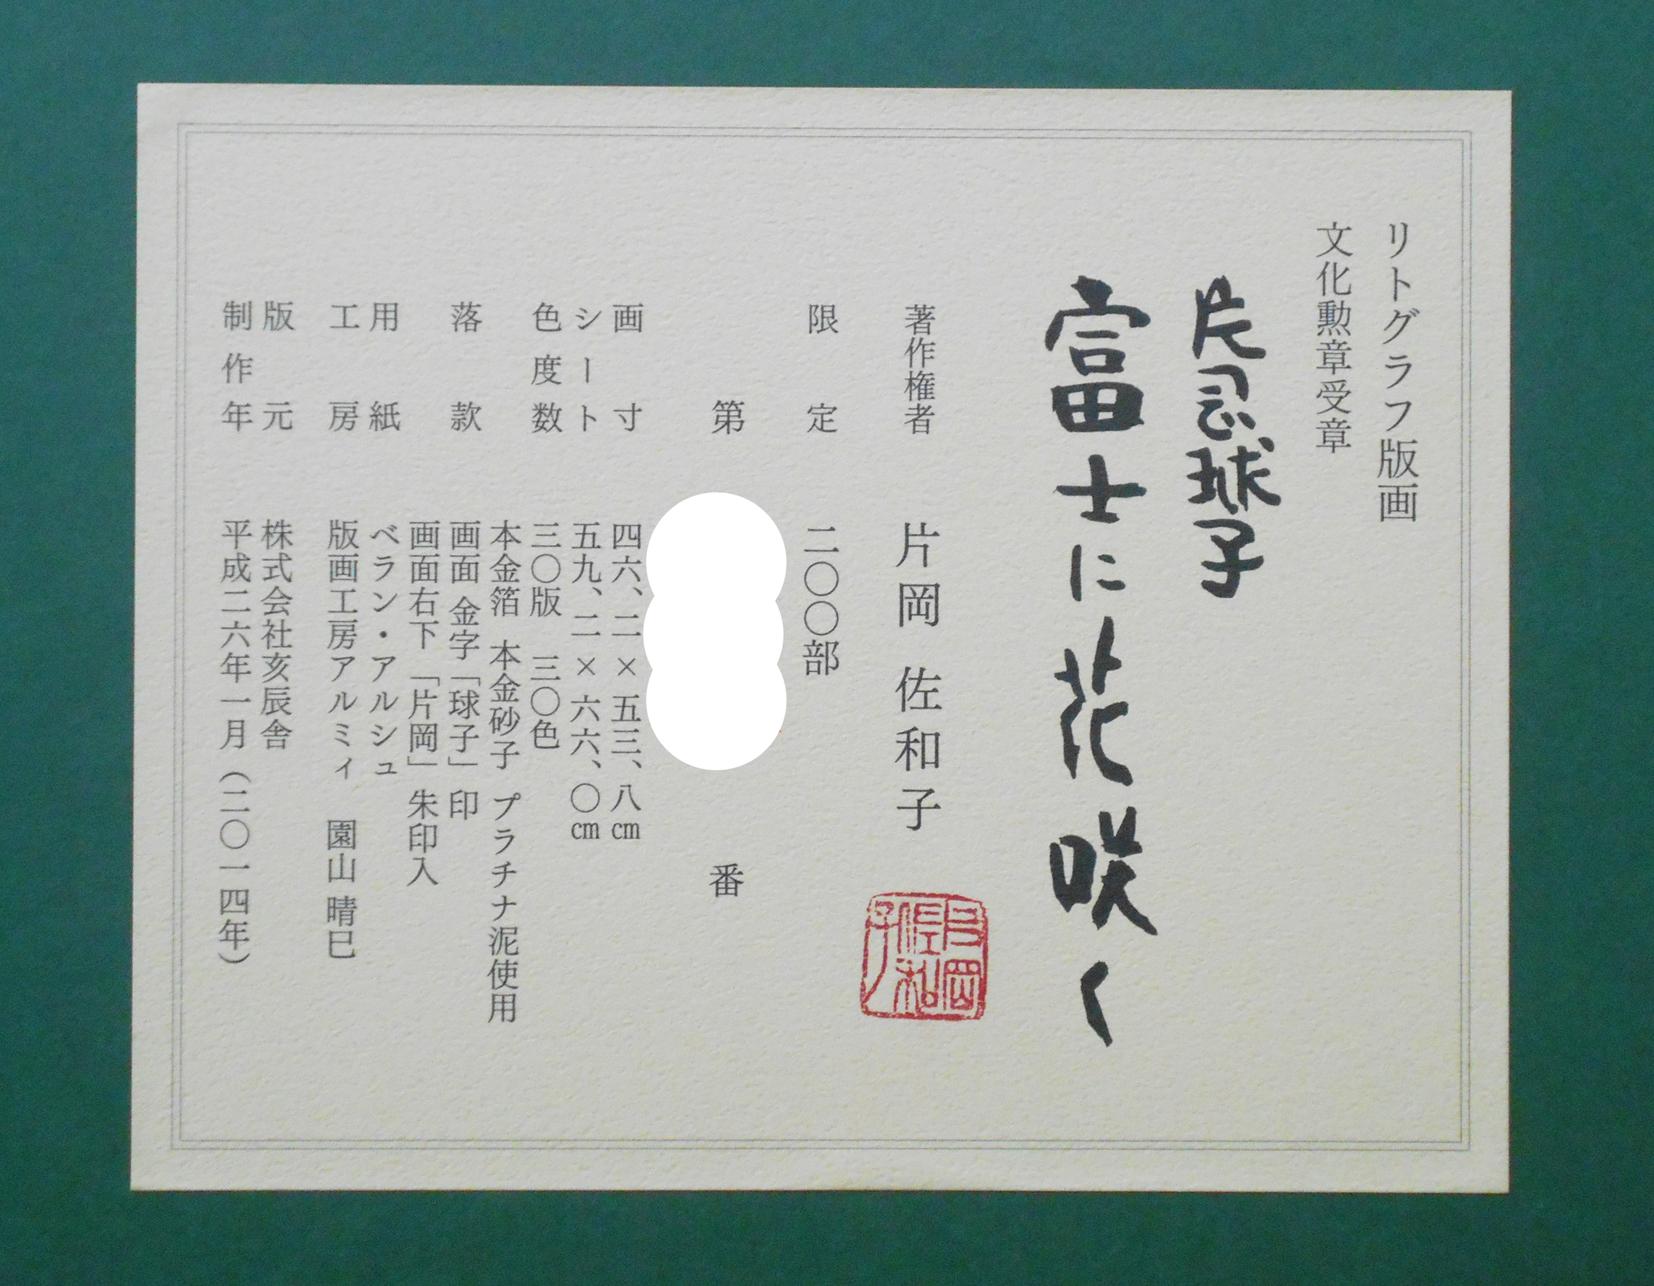 リトグラフ版画
文化勲章受章
片岡球子
富士に花咲く
著作権者 片岡 佐和子
片岡佐和子
限定 二〇〇部
第 番
画寸 四六、二×五三、八㎝
シート 五九、二×六六、〇㎝
色度数 三〇版 三〇色
本金箔 本金砂子 プラチナ泥使用
落款 画面 金字「球子」印
画面右下「片岡」朱印入
用紙 ベラン・アルシュ
工房 版画工房アルミィ 園山 晴巳
版元 株式会社亥辰舎
制作年 平成二六年一月（二〇一四年）